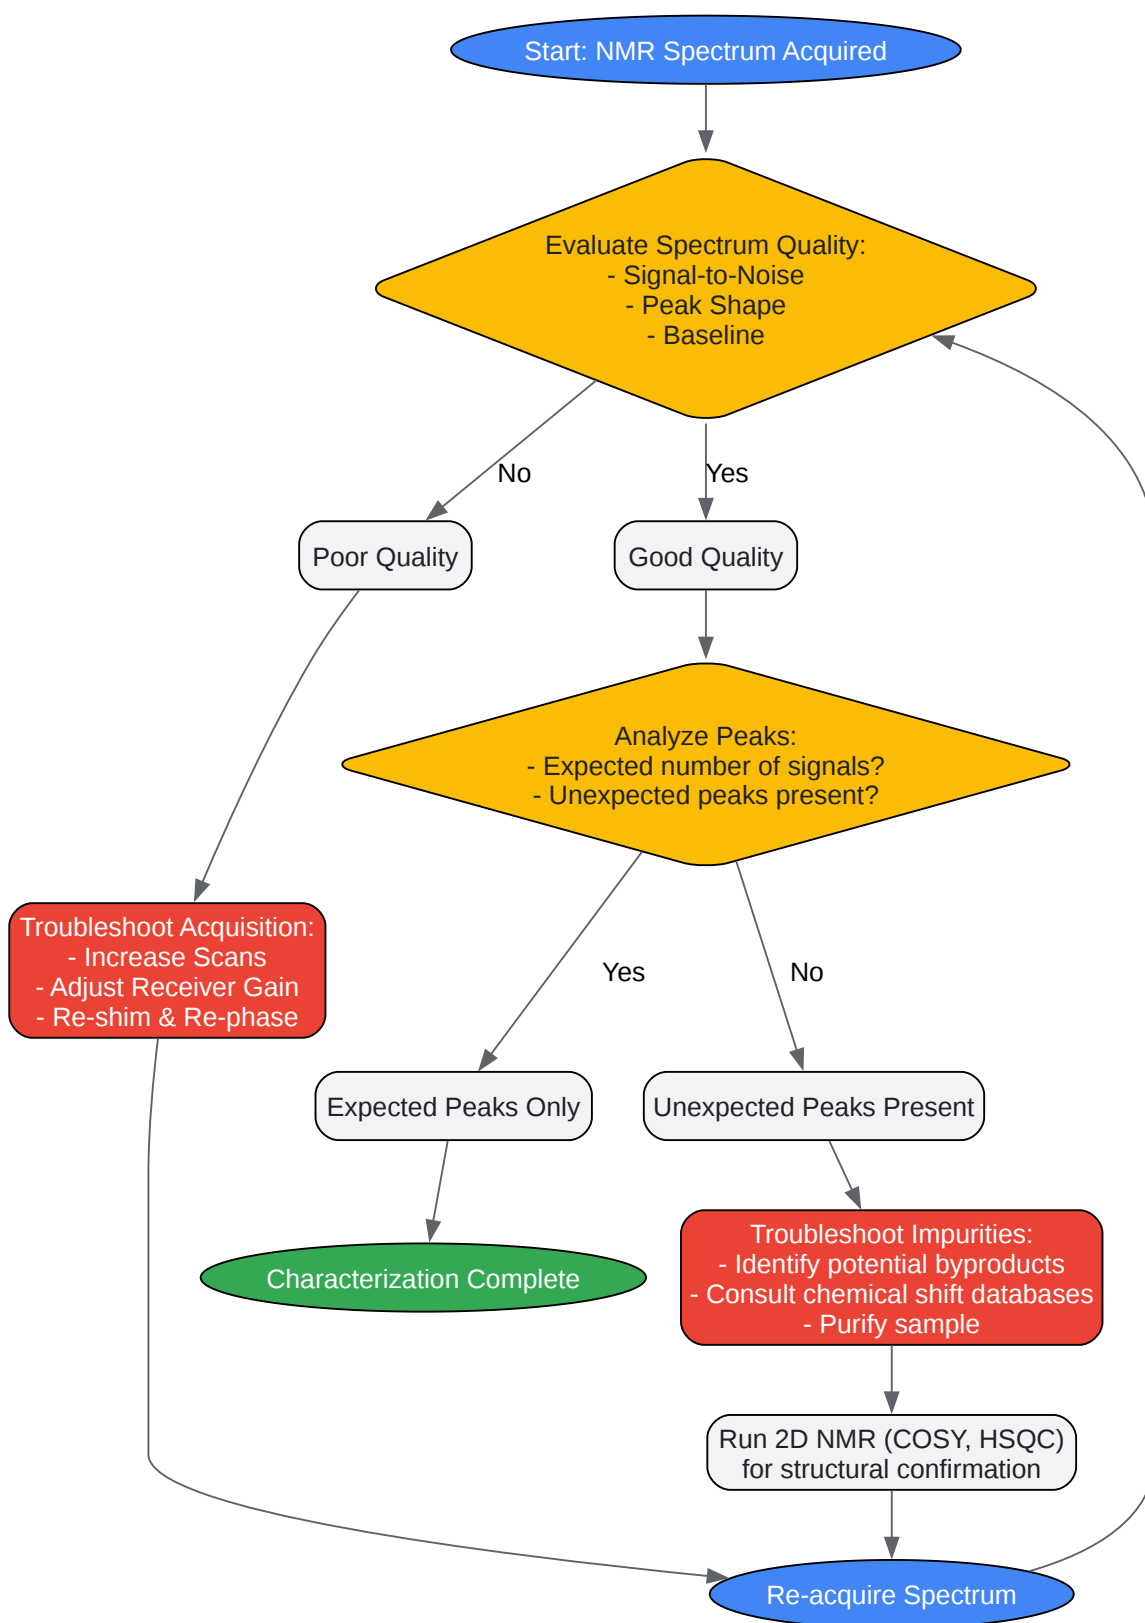 Start: NMR Spectrum Acquired
Evaluate Spectrum Quality:
- Signal-to-Noise
- Peak Shape
- Baseline
No
Yes
Poor Quality
Good Quality
Analyze Peaks:
- Expected number of signals?
- Unexpected peaks present?
Troubleshoot Acquisition:
- Increase Scans
- Adjust Receiver Gain
- Re-shim & Re-phase
Yes
No
Expected Peaks Only
Unexpected Peaks Present
Characterization Complete
Troubleshoot Impurities:
- Identify potential byproducts
- Consult chemical shift databases
- Purify sample
Run 2D NMR (COSY, HSQC)
for structural confirmation
Re-acquire Spectrum